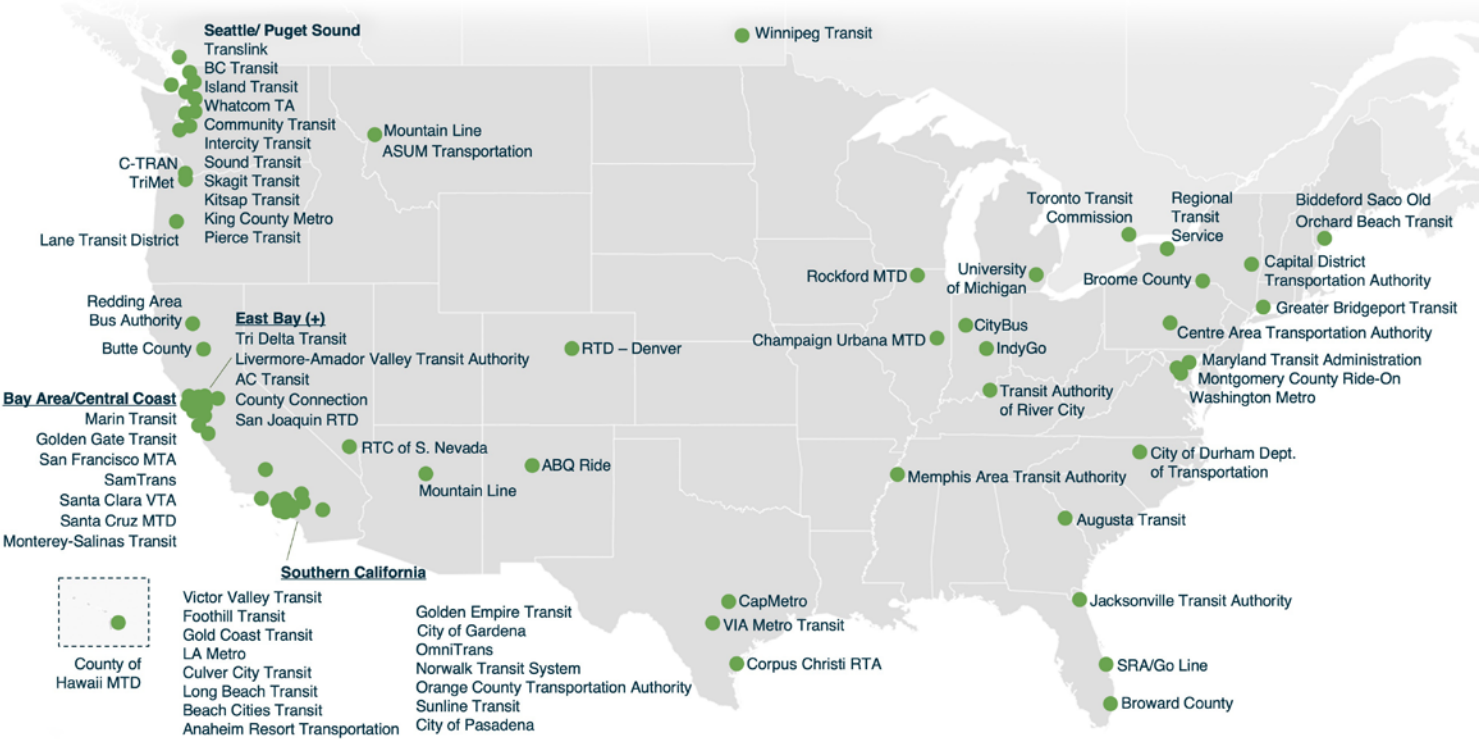 Seattle/ Puget Sound
Translink
BC Transit
Island Transit
Whatcom TA
Community Transit
Intercity Transit
Sound Transit
Skagit Transit
Kitsap Transit
King County Metro
Pierce Transit
Winnipeg Transit
Mountain Line
ASUM Transportation
C-TRAN
TriMet
Lane Transit District
Toronto Transit
Commission
Regional
Transit
Service
Biddeford Saco Old
Orchard Beach Transit
Rockford MTD
University
of Michigan
Broome County
Capital District
Transportation Authority
Greater Bridgeport Transit
Centre Area Transportation Authority
Redding Area
Bus Authority
Butte County
East Bay (+)
Tri Delta Transit
Livermore-Amador Valley Transit Authority
AC Transit
County Connection
San Joaquin RTD
RTD – Denver
Champaign Urbana MTD
CityBus
IndyGo
Transit Authority
of River City
Maryland Transit Administration
Montgomery County Ride-On
Washington Metro
Bay Area/Central Coast
Marin Transit
Golden Gate Transit
San Francisco MTA
SamTrans
Santa Clara VTA
Santa Cruz MTD
Monterey-Salinas Transit
RTC of S. Nevada
Mountain Line
ABQ Ride
Memphis Area Transit Authority
City of Durham Dept.
of Transportation
Augusta Transit
Southern California
Victor Valley Transit
Foothill Transit
Gold Coast Transit
LA Metro
Culver City Transit
Long Beach Transit
Beach Cities Transit
Anaheim Resort Transportation
Golden Empire Transit
City of Gardena
OmniTrans
Norwalk Transit System
Orange County Transportation Authority
Sunline Transit
City of Pasadena
County of
Hawaii MTD
CapMetro
VIA Metro Transit
Corpus Christi RTA
Jacksonville Transit Authority
SRA/Go Line
Broward County